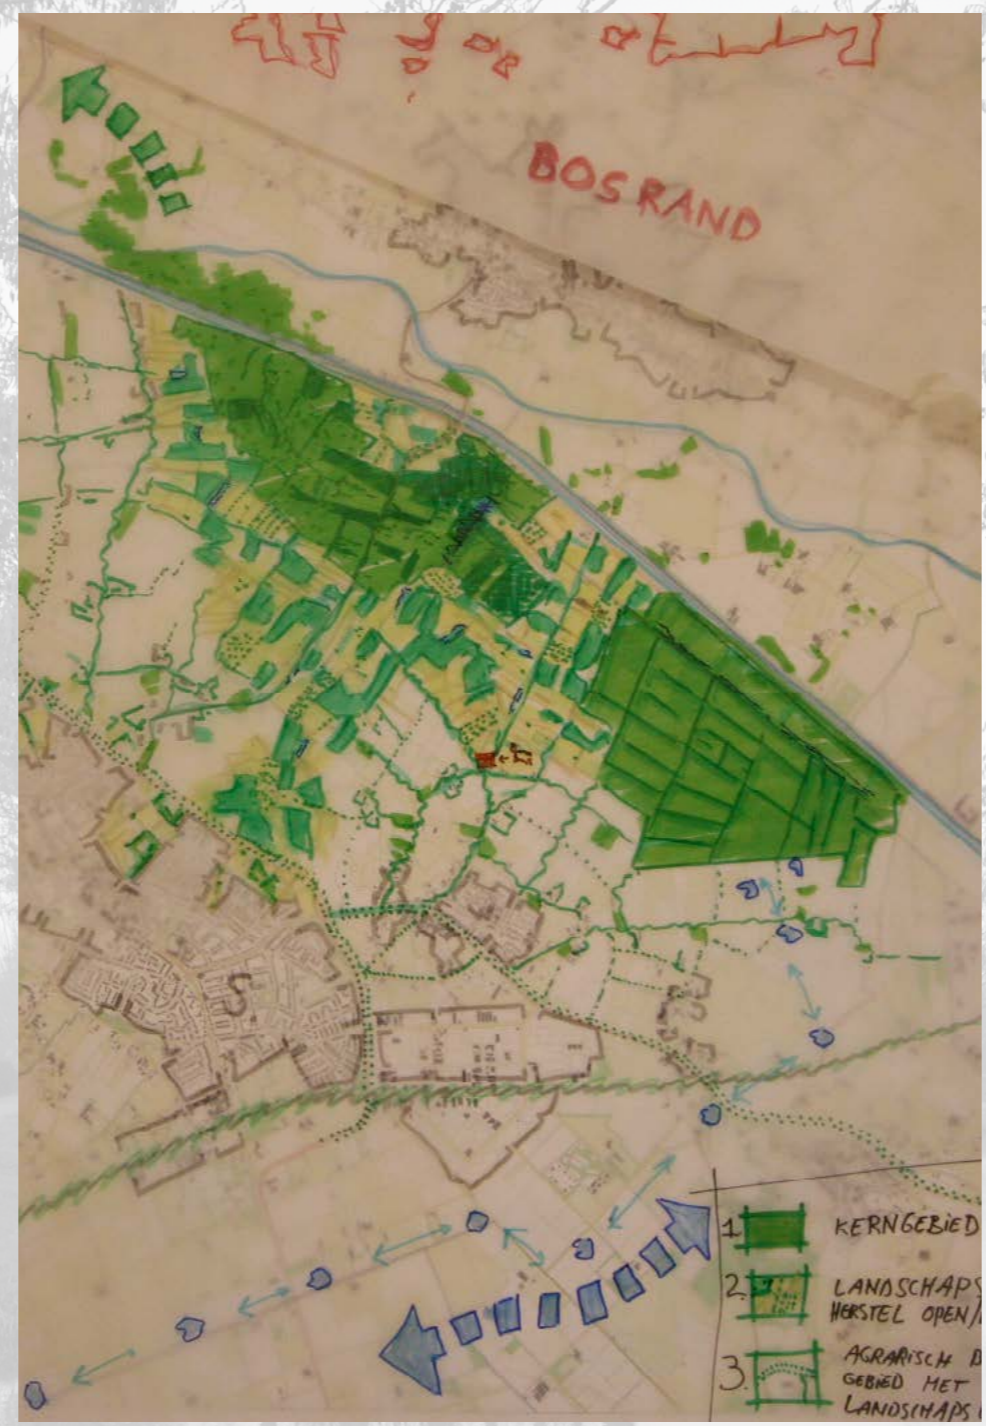 BOSRAND
1. KERNGEBIED
2. LANDSCHAPS
HERSTEL OPEN/
3. AGRARISCH
GEBIED MET
LANDSCHAPS